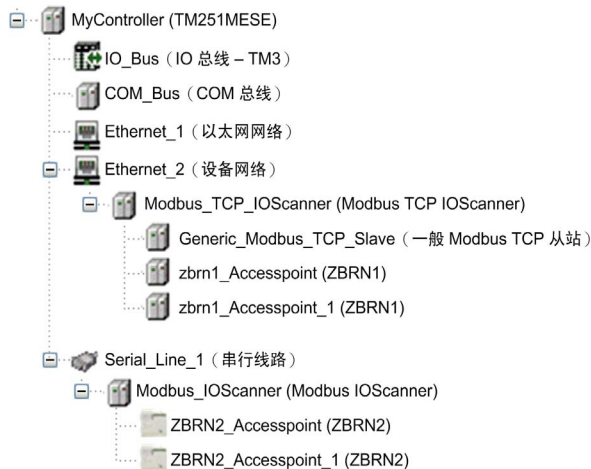 MyController (TM251MESE)
IO_Bus（IO 总线 – TM3）
COM_Bus（COM 总线）
Ethernet_1（以太网网络）
Ethernet_2（设备网络）
Modbus_TCP_IOScanner (Modbus TCP IOScanner)
Generic_Modbus_TCP_Slave（一般 Modbus TCP 从站）
zbrn1_Accesspoint (ZBRN1)
zbrn1_Accesspoint_1 (ZBRN1)
Serial_Line_1（串行线路）
Modbus_IOScanner (Modbus IOScanner)
ZBRN2_Accesspoint (ZBRN2)
ZBRN2_Accesspoint_1 (ZBRN2)